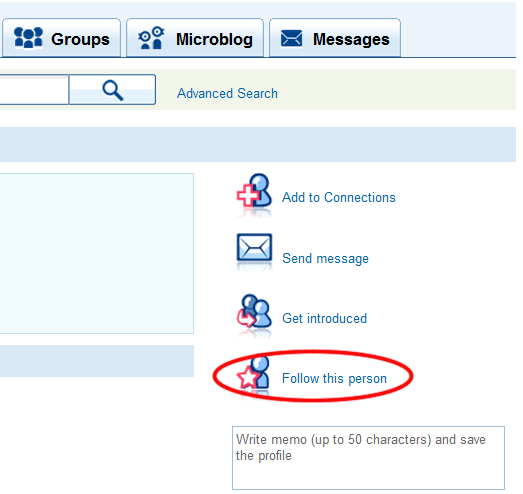 Groups
Microblog
Messages
Advanced Search
Add to Connections
Send message
Get introduced
Follow this person
Write memo (up to 50 characters) and save
the profile